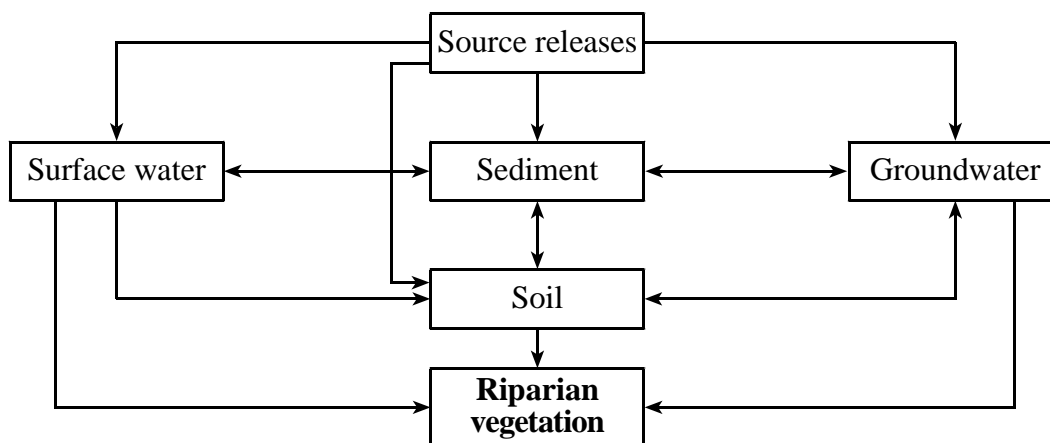 Source releases
Surface water
Sediment
Groundwater
Soil
Riparian
vegetation